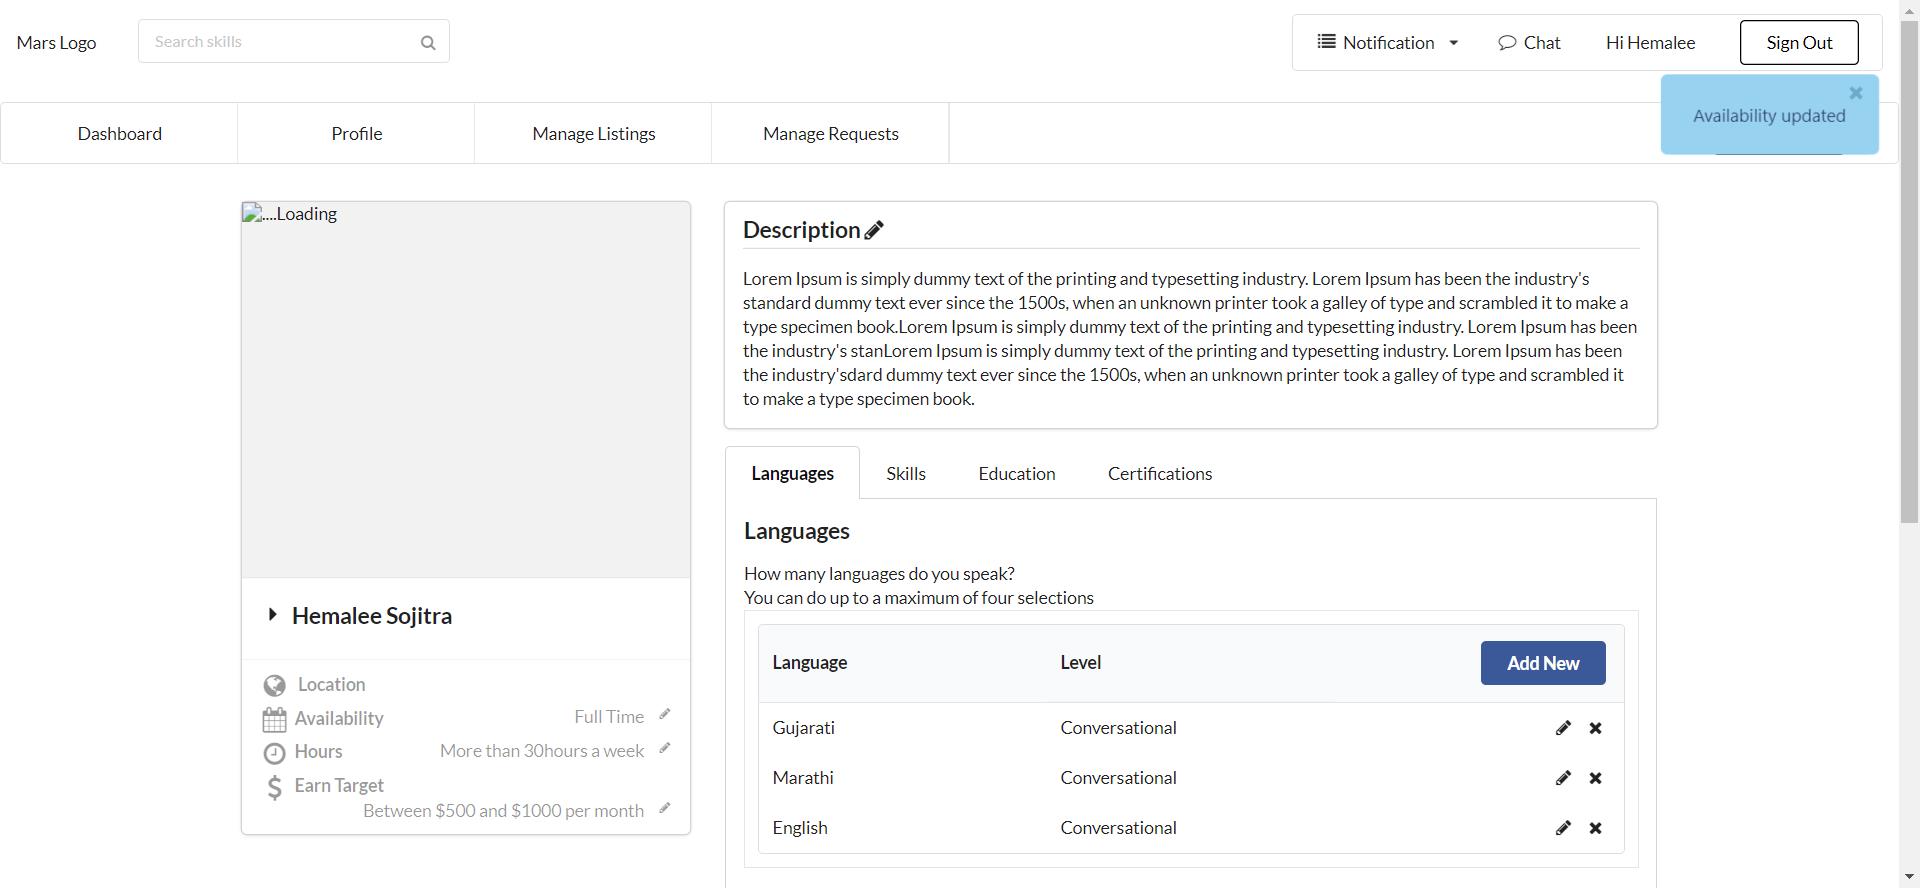 Mars Logo
Search skills
Notification
Chat
Hi Hemalee
Sign Out
Availability updated
Dashboard
Profile
Manage Listings
Manage Requests
....Loading
Hemalee Sojitra
Location
Availability
Full Time
Hours
More than 30hours a week
Earn Target
Between $500 and $1000 per month
Description
Lorem Ipsum is simply dummy text of the printing and typesetting industry. Lorem Ipsum has been the industry's
standard dummy text ever since the 1500s, when an unknown printer took a galley of type and scrambled it to make a
type specimen book.Lorem Ipsum is simply dummy text of the printing and typesetting industry. Lorem Ipsum has been
the industry's stanLorem Ipsum is simply dummy text of the printing and typesetting industry. Lorem Ipsum has been
the industry'sdard dummy text ever since the 1500s, when an unknown printer took a galley of type and scrambled it
to make a type specimen book.
Languages
Skills
Education
Certifications
Languages
How many languages do you speak?
You can do up to a maximum of four selections
Language
Level
Add New
Gujarati
Conversational
Marathi
Conversational
English
Conversational